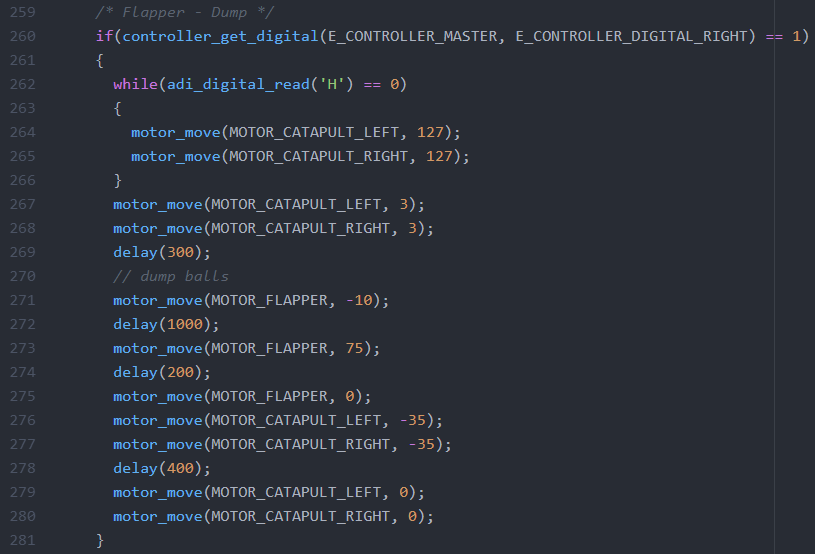 259 /* Flapper - Dump */
260 if(controller_get_digital(E_CONTROLLER_MASTER, E_CONTROLLER_DIGITAL_RIGHT) == 1)
261 {
262 while(adi_digital_read('H') == 0)
263 {
264 motor_move(MOTOR_CATAPULT_LEFT, 127);
265 motor_move(MOTOR_CATAPULT_RIGHT, 127);
266 }
267 motor_move(MOTOR_CATAPULT_LEFT, 3);
268 motor_move(MOTOR_CATAPULT_RIGHT, 3);
269 delay(300);
270 // dump balls
271 motor_move(MOTOR_FLAPPER, -10);
272 delay(1000);
273 motor_move(MOTOR_FLAPPER, 75);
274 delay(200);
275 motor_move(MOTOR_FLAPPER, 0);
276 motor_move(MOTOR_CATAPULT_LEFT, -35);
277 motor_move(MOTOR_CATAPULT_RIGHT, -35);
278 delay(400);
279 motor_move(MOTOR_CATAPULT_LEFT, 0);
280 motor_move(MOTOR_CATAPULT_RIGHT, 0);
281 }